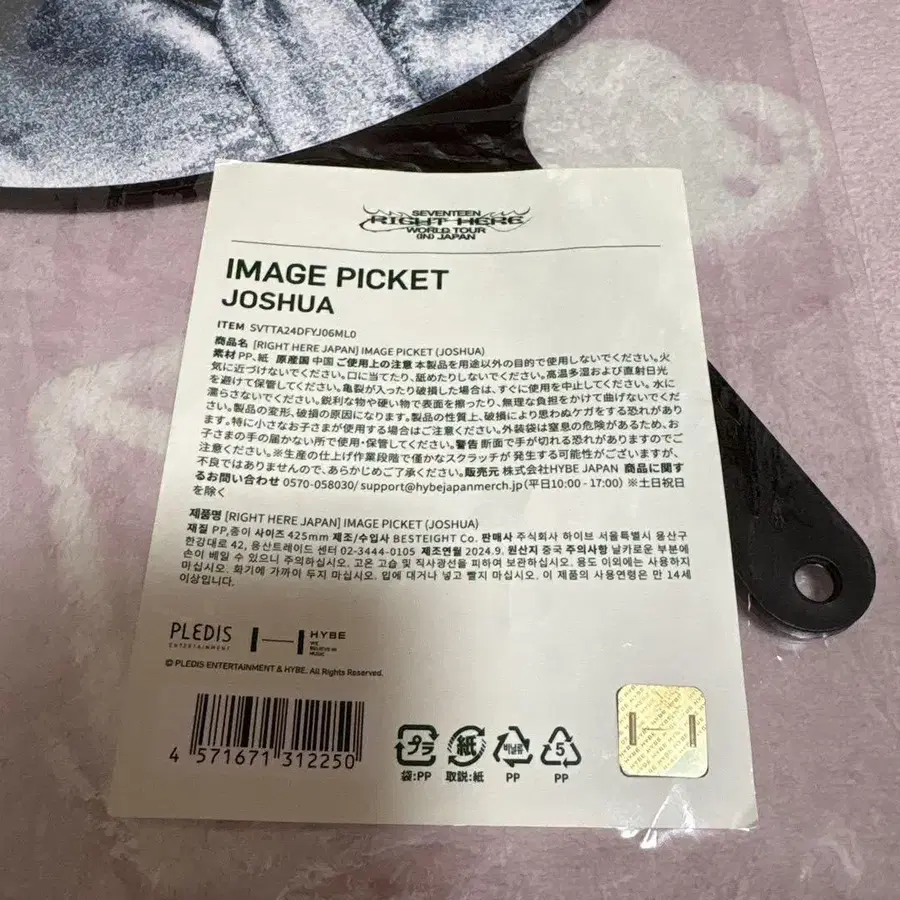 SEVENTEEN
RIGHT HERE
WORLD TOUR
(IN) JAPAN
IMAGE PICKET
JOSHUA
ITEM SVTTA24DFYJ06ML0
商品名 [RIGHT HERE JAPAN] IMAGE PICKET (JOSHUA)
素材 PP、紙 原産国 中国 ご使用上の注意 本製品を用途以外の目的で使用しないでください。火
気に近づけないでください。口に当てたり、舐めたりしないでください。高温多湿および直射日光
を避けて保管してください。亀裂が入ったり破損した場合は、すぐに使用を中止してください。水に
濡らさないでください。鋭利な物や硬い物で表面を擦ったり、無理な負担をかけて曲げないでくだ
さい。製品の変形、破損の原因になります。製品の性質上、破損により思わぬケガをする恐れがあり
ます。特に小さなお子さまが使用する場合はご注意ください。外装袋は窒息の危険があるため、お
子さまの手の届かない所で使用・保管してください。警告 断面で手が切れる恐れがありますのでご
注意ください。※生産の仕上げ作業段階で僅かなスクラッチが 発生する可能性がございますが、
不良ではありませんので、あらかじめご了承ください。販売元 株式会社HYBE JAPAN 商品に関す
るお問い合わせ 0570-058030/ support@hybejapanmerch.jp (平日10:00 - 17:00) ※土日祝日
を除く
제품명 [RIGHT HERE JAPAN] IMAGE PICKET (JOSHUA)
재질 PP,종이 사이즈 425mm 제조/수입사 BESTEIGHT Co. 판매사 주식회사 하이브 서울특별시 용산구
한강대로 42, 용산트레이드 센터 02-3444-0105 제조연월 2024.9. 원산지 중국 주의사항 날카로운 부분에
손이 베일 수 있으니 주의하십시오. 고온 고습 및 직사광선을 피하여 보관하십시오. 용도 이외에는 사용하지
마십시오. 화기에 가까이 두지 마십시오. 입에 대거나 넣고 빨지 마십시오. 이 제품의 사용연령은 만 14세
이상입니다.
PLEDIS
ENTERTAINMENT
HYBE
WE
BELIEVE IN
MUSIC
© PLEDIS ENTERTAINMENT & HYBE. All Rights Reserved.
4 571671 312250
プラ 紙 5
袋:PP 取説:紙 PP PP
HYBE